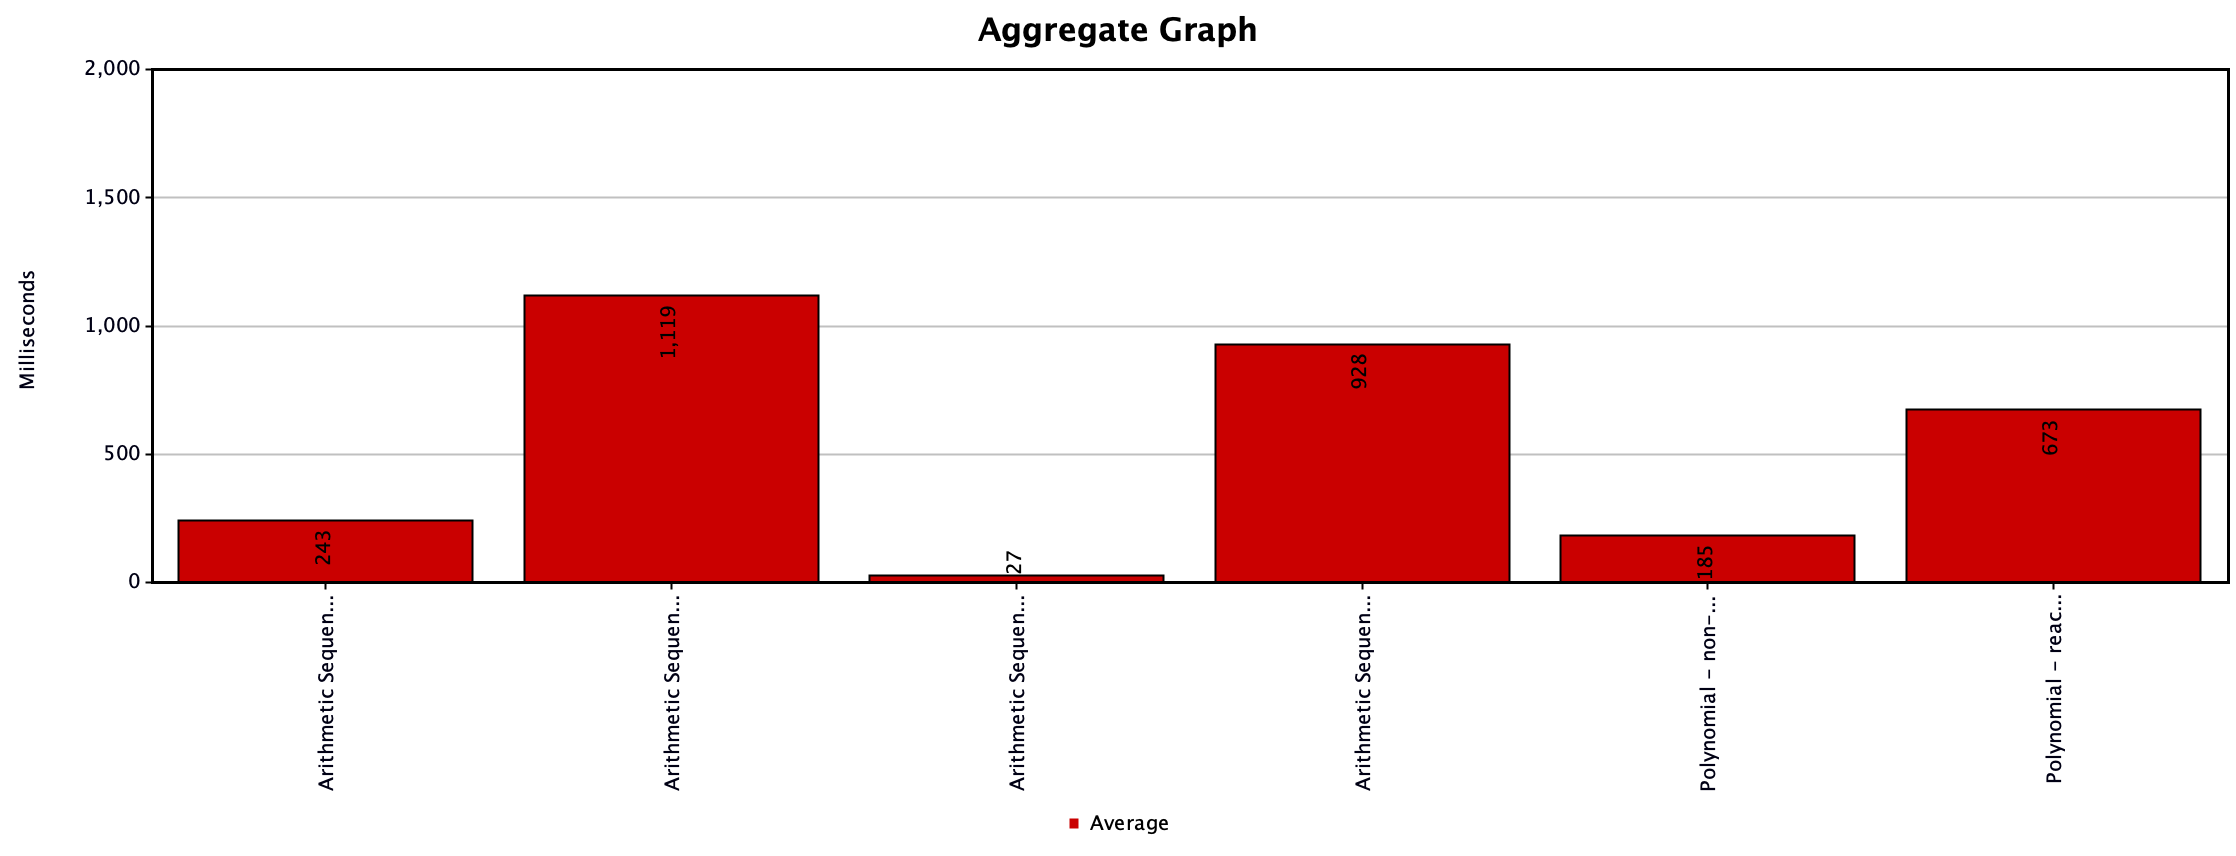 Aggregate Graph
2,000
1,500
1,000
500
0
Milliseconds
243
1,119
27
928
185
673
Arithmetic Sequen...
Arithmetic Sequen...
Arithmetic Sequen...
Arithmetic Sequen...
Polynomial - non-...
Polynomial - reac...
Average